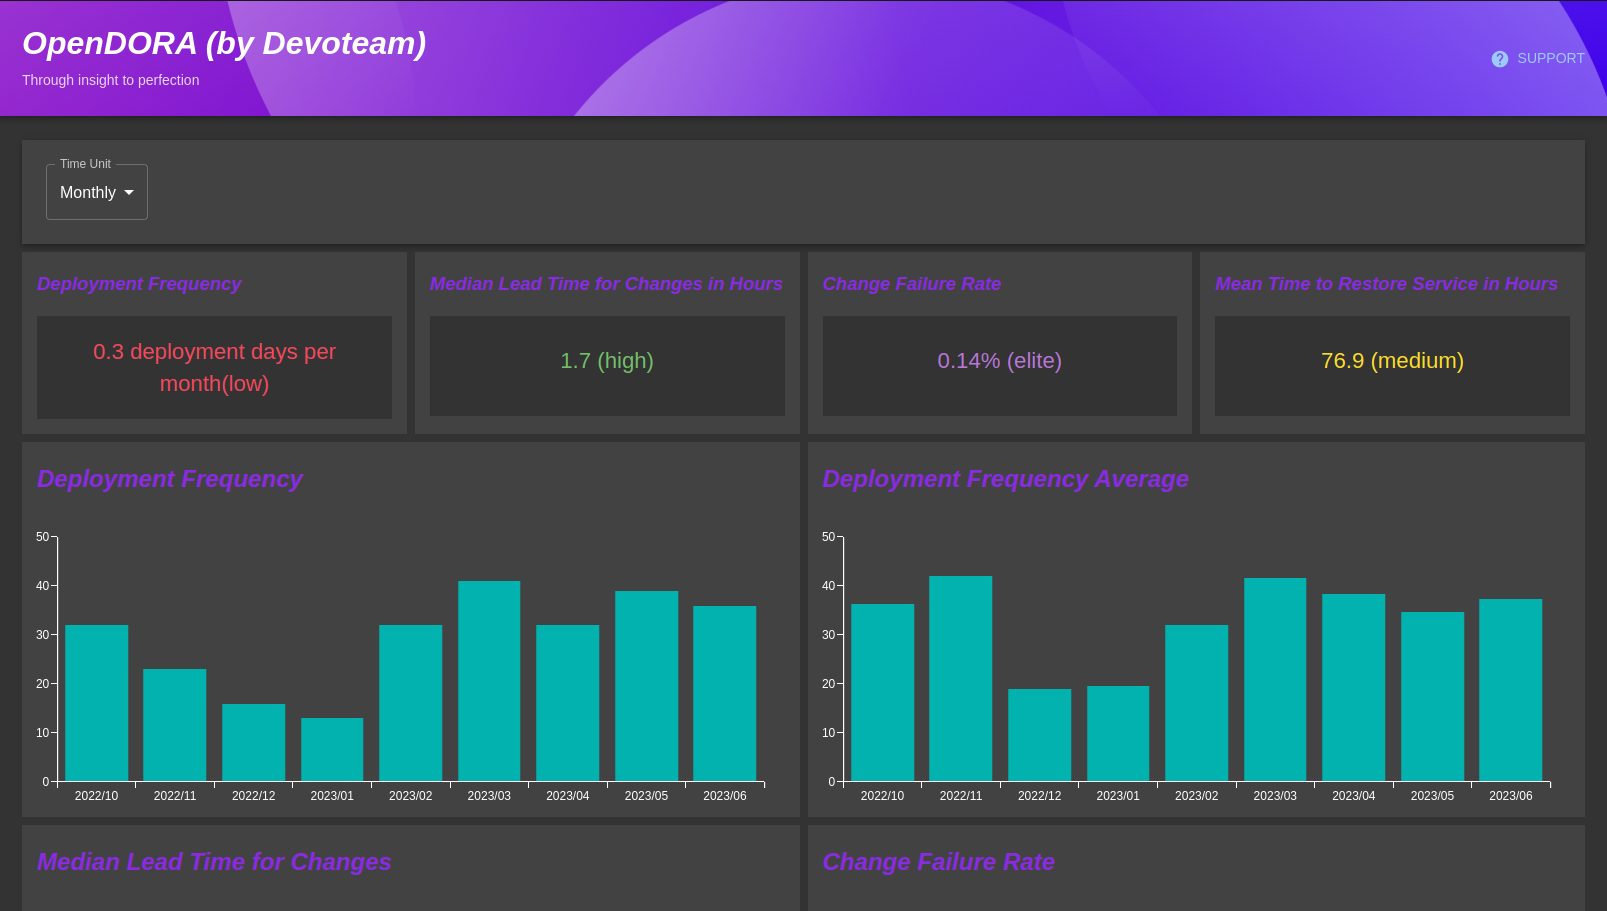 OpenDORA (by Devoteam)
Through insight to perfection
SUPPORT
Time Unit
Monthly
Deployment Frequency
0.3 deployment days per
month(low)
Median Lead Time for Changes in Hours
1.7 (high)
Change Failure Rate
0.14% (elite)
Mean Time to Restore Service in Hours
76.9 (medium)
Deployment Frequency
50
40
30
20
10
0
2022/10 2022/11 2022/12 2023/01 2023/02 2023/03 2023/04 2023/05 2023/06
Deployment Frequency Average
50
40
30
20
10
0
2022/10 2022/11 2022/12 2023/01 2023/02 2023/03 2023/04 2023/05 2023/06
Median Lead Time for Changes
Change Failure Rate